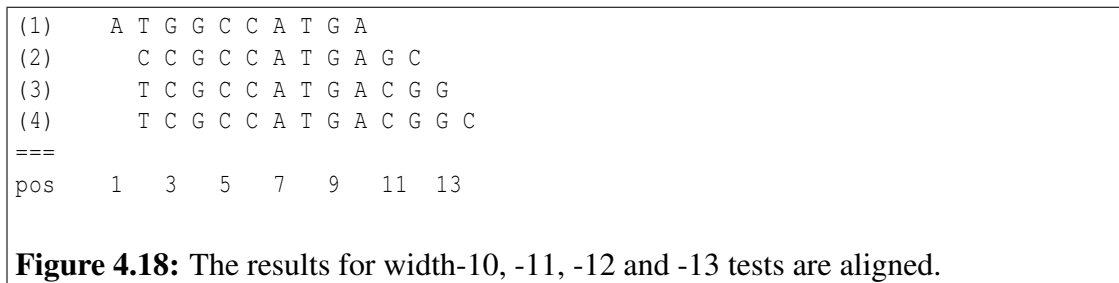 (1) A T G G C C A T G A
(2) C C G C C A T G A G C
(3) T C G C C A T G A C G G
(4) T C G C C A T G A C G G C
===
pos 1 3 5 7 9 11 13
Figure 4.18: The results for width-10, -11, -12 and -13 tests are aligned.